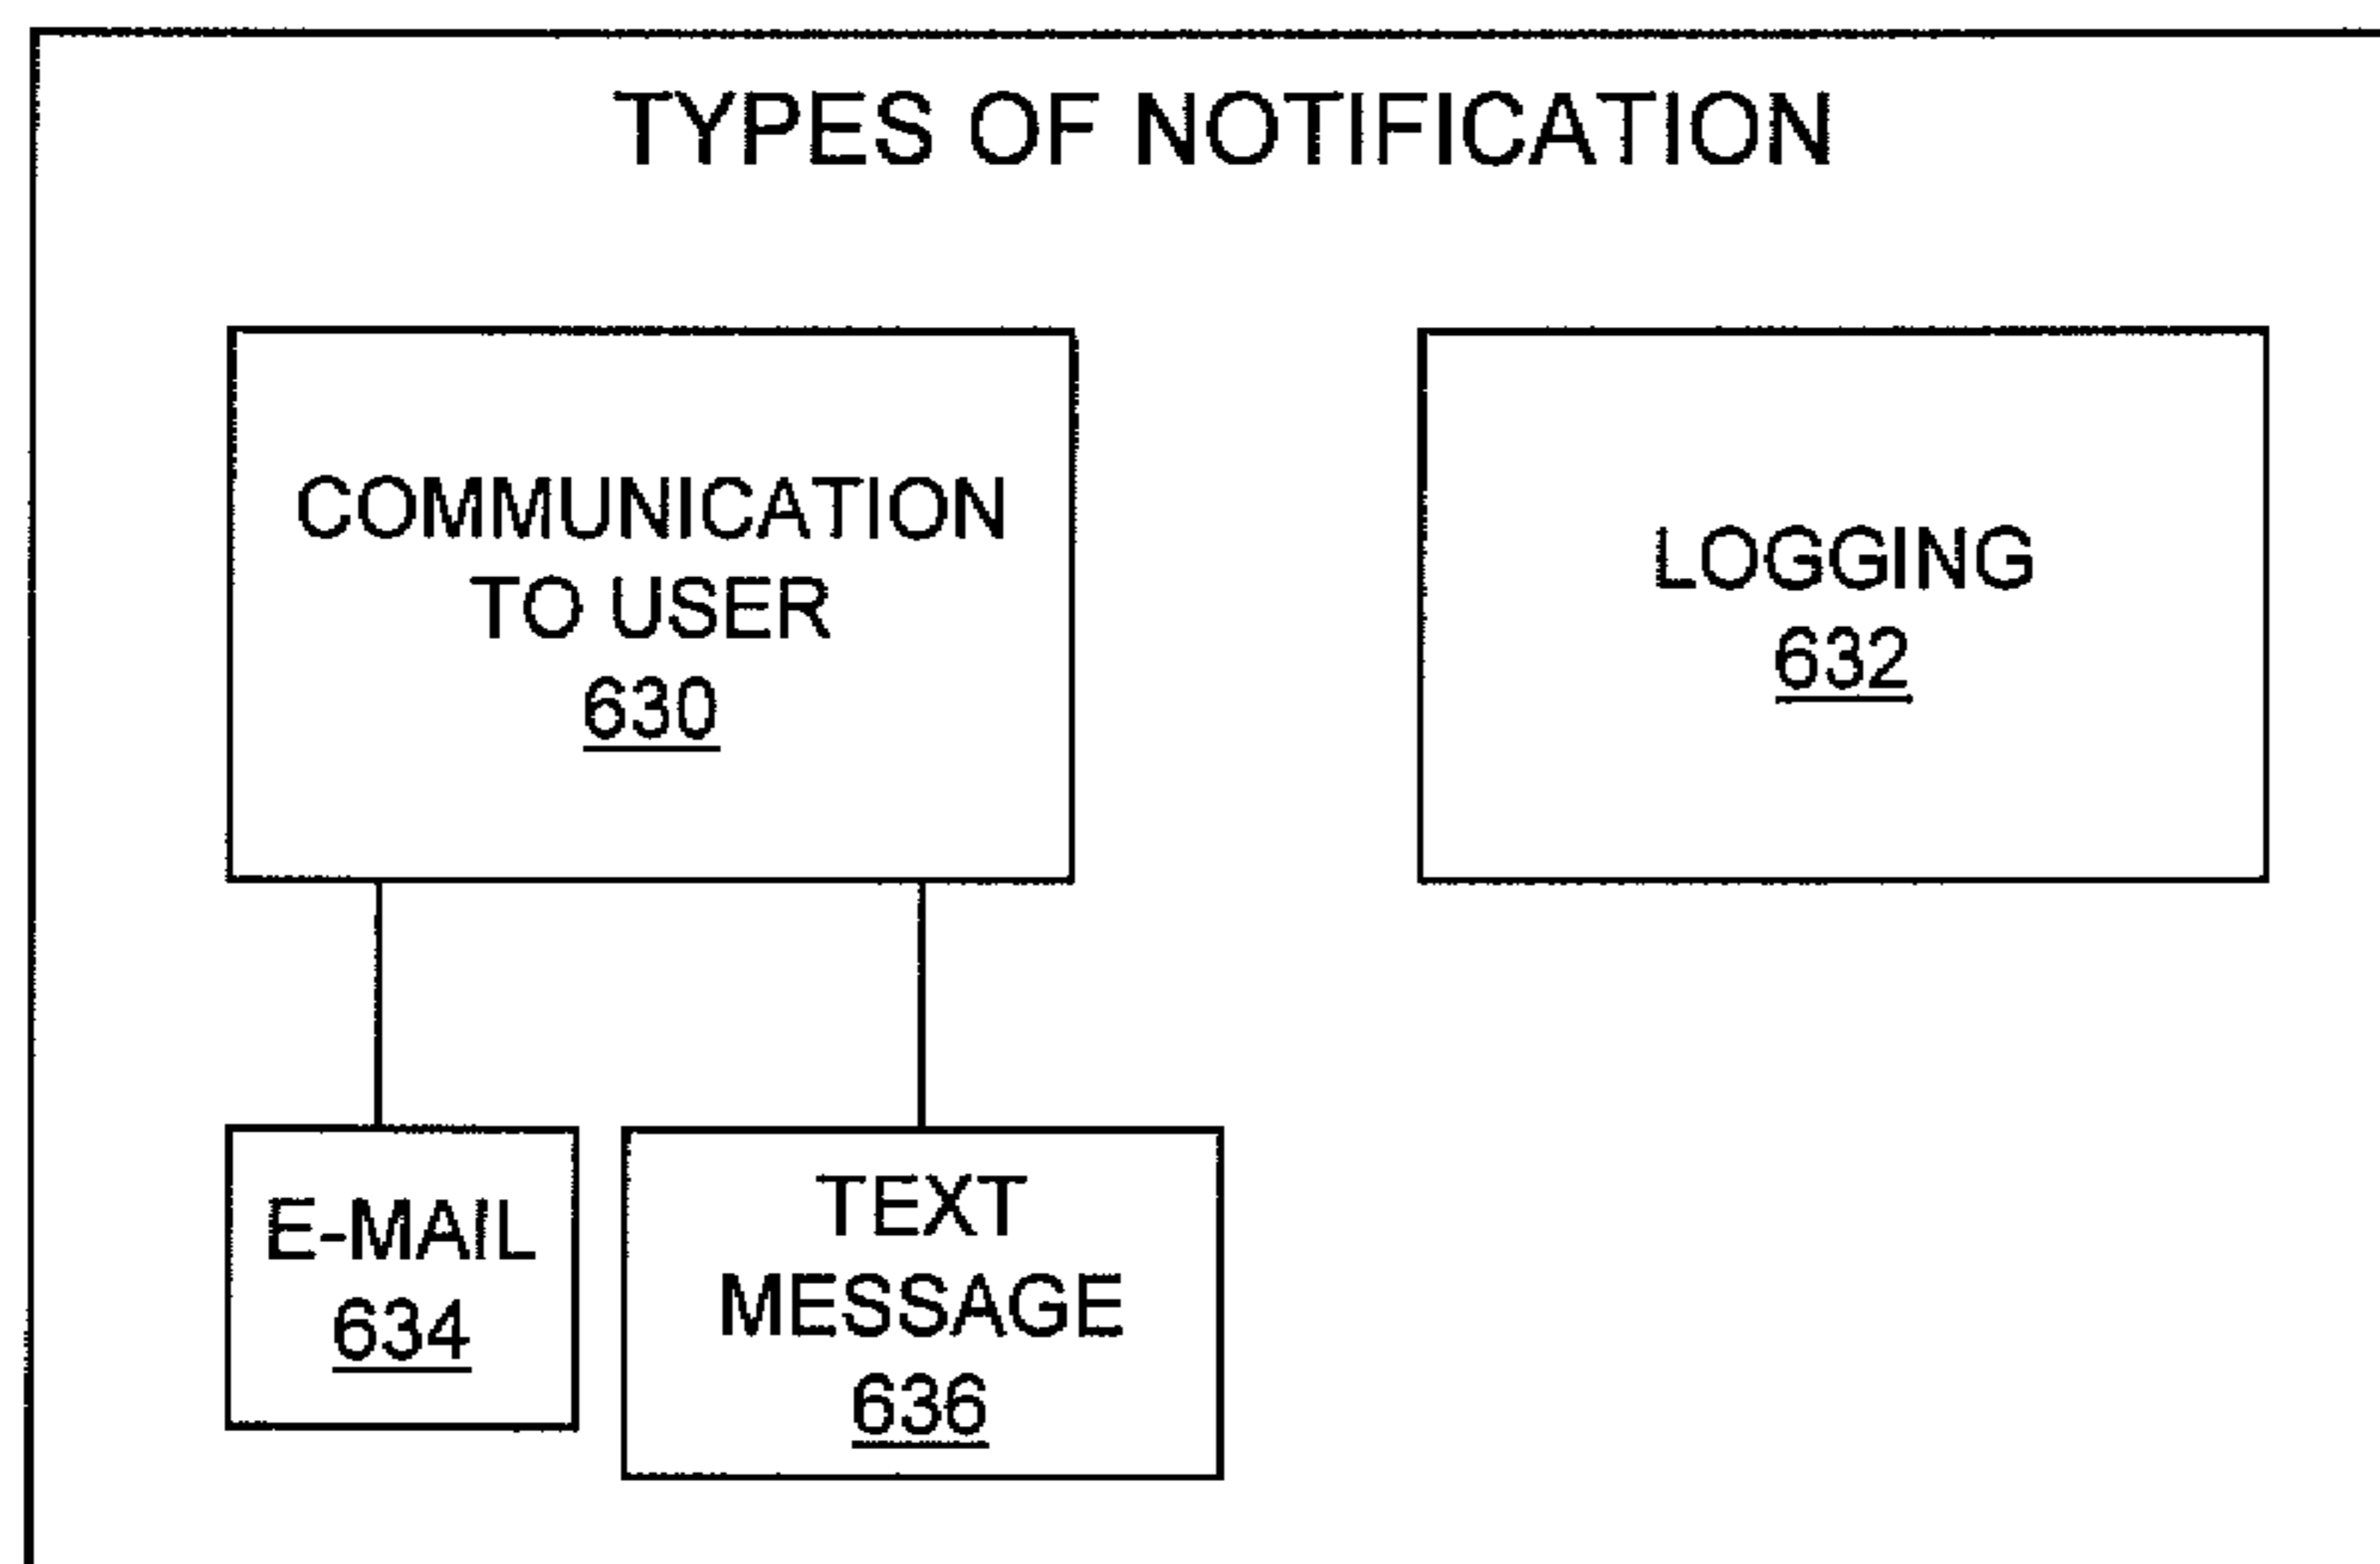 TYPES OF NOTIFICATION
COMMUNICATION
TO USER
630
LOGGING
632
E-MAIL
634
TEXT
MESSAGE
636